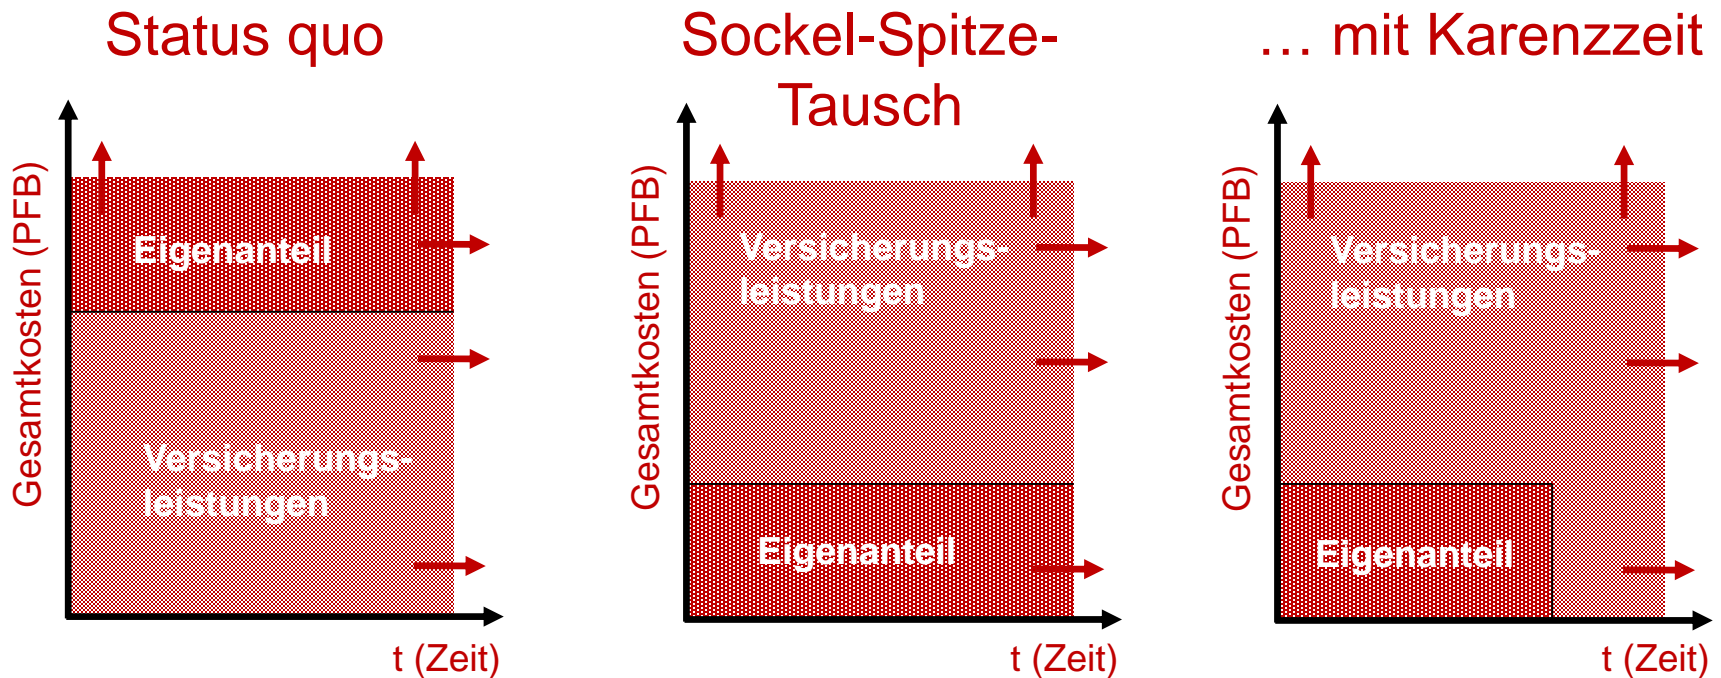 Status quo
Gesamtkosten (PFB)
Eigenanteil
Versicherungs-
leistungen
t (Zeit)
Sockel-Spitze-
Tausch
Gesamtkosten (PFB)
Versicherungs-
leistungen
Eigenanteil
t (Zeit)
… mit Karenzzeit
Gesamtkosten (PFB)
Versicherungs-
leistungen
Eigenanteil
t (Zeit)